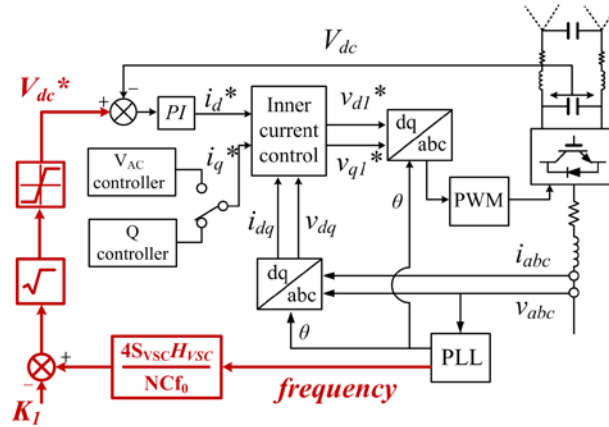 V_dc
V_dc*
+
−
PI
i_d*
Inner
current
control
v_d1*
v_q1*
dq
abc
V_AC
controller
i_q*
Q
controller
i_dq
v_dq
θ
PWM
dq
abc
θ
i_abc
v_abc
√
4S_VSC H_VSC
NCf_0
+
−
K_1
frequency
PLL